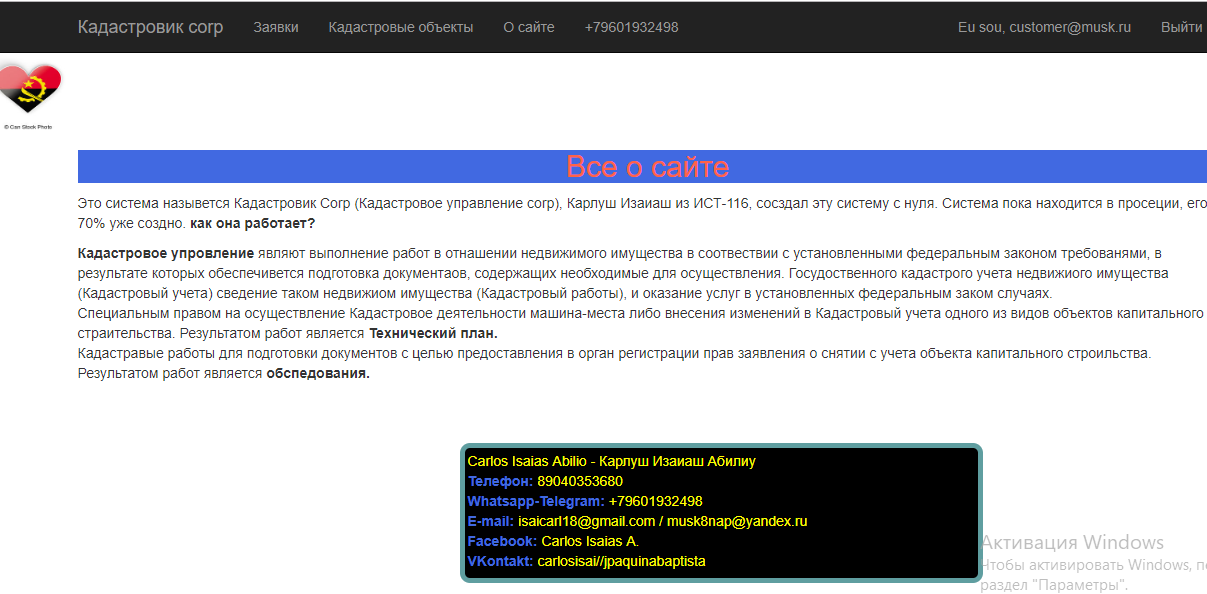 Кадастровик corp Заявки Кадастровые объекты О сайте +79601932498 Eu sou, customer@musk.ru Выйти
© Can Stock Photo
Все о сайте
Это система назывется Кадастровик Corp (Кадастровое управление corp), Карлуш Изаиаш из ИСТ-116, сосздал эту систему с нуля. Система пока находится в просеции, его
70% уже создно. как она работает?
Кадастровое упровление являют выполнение работ в отнашении недвижимого имущества в соотвествии с установленными федеральным законом требованями, в
результате которых обеспечивется подготовка документаов, содержащих необходимые для осуществления. Государственного кадастрого учета недвижиого имущества
(Кадастровый учета) сведение таком недвижиом имущества (Кадастровый работы), и оказание услуг в установленных федеральным заком случаях.
Специальным правом на осуществление Кадастровое деятельности машина-места либо внесения изменений в Кадастровый учета одного из видов объектов капитального
страительства. Результатом работ является Технический план.
Кадастравые работы для подготовки документов с целью предоставления в орган регистрации прав заявления о снятии с учета объекта капитального строильства.
Результатом работ является обспедования.
Carlos Isaias Abilio - Карлуш Изаиаш Абилиу
Телефон: 89040353680
Whatsapp-Telegram: +79601932498
E-mail: isaicarl18@gmail.com / musk8nap@yandex.ru
Facebook: Carlos Isaias A.
VKontakt: carlosisai//jpaquinabaptista
Активация Windows
Чтобы активировать Windows, пе
раздел "Параметры".